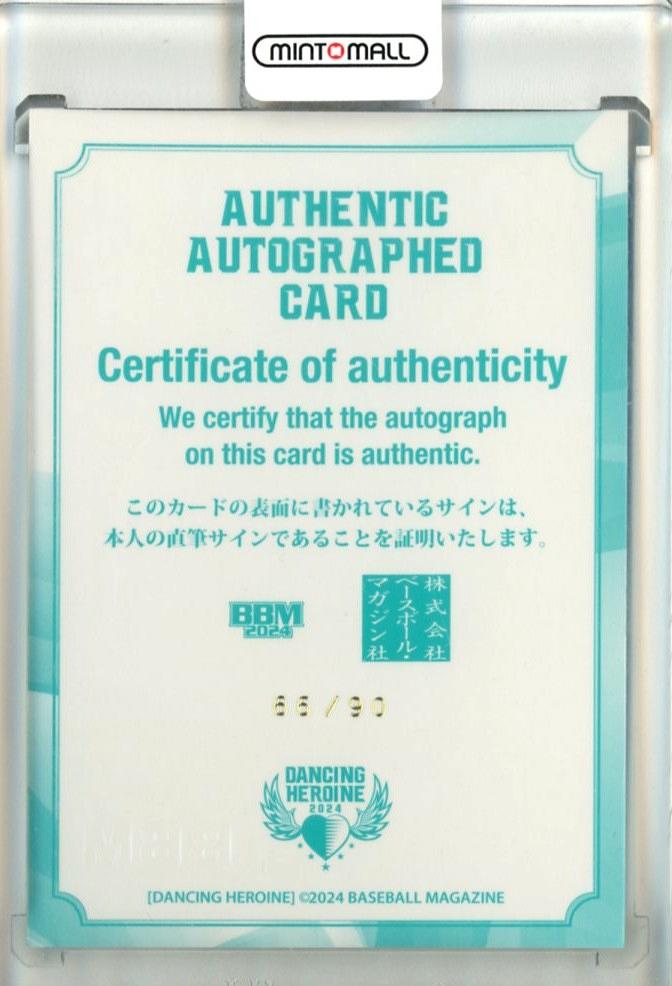 MINTOMALL
AUTHENTIC
AUTOGRAPHED
CARD
Certificate of authenticity
We certify that the autograph
on this card is authentic.
このカードの表面に書かれているサインは、
本人の直筆サインであることを証明いたします。
BBM
2024
株式会社
ベースボール・
マガジン社
66/90
DANCING
HEROINE
2024
[DANCING HEROINE] ©2024 BASEBALL MAGAZINE